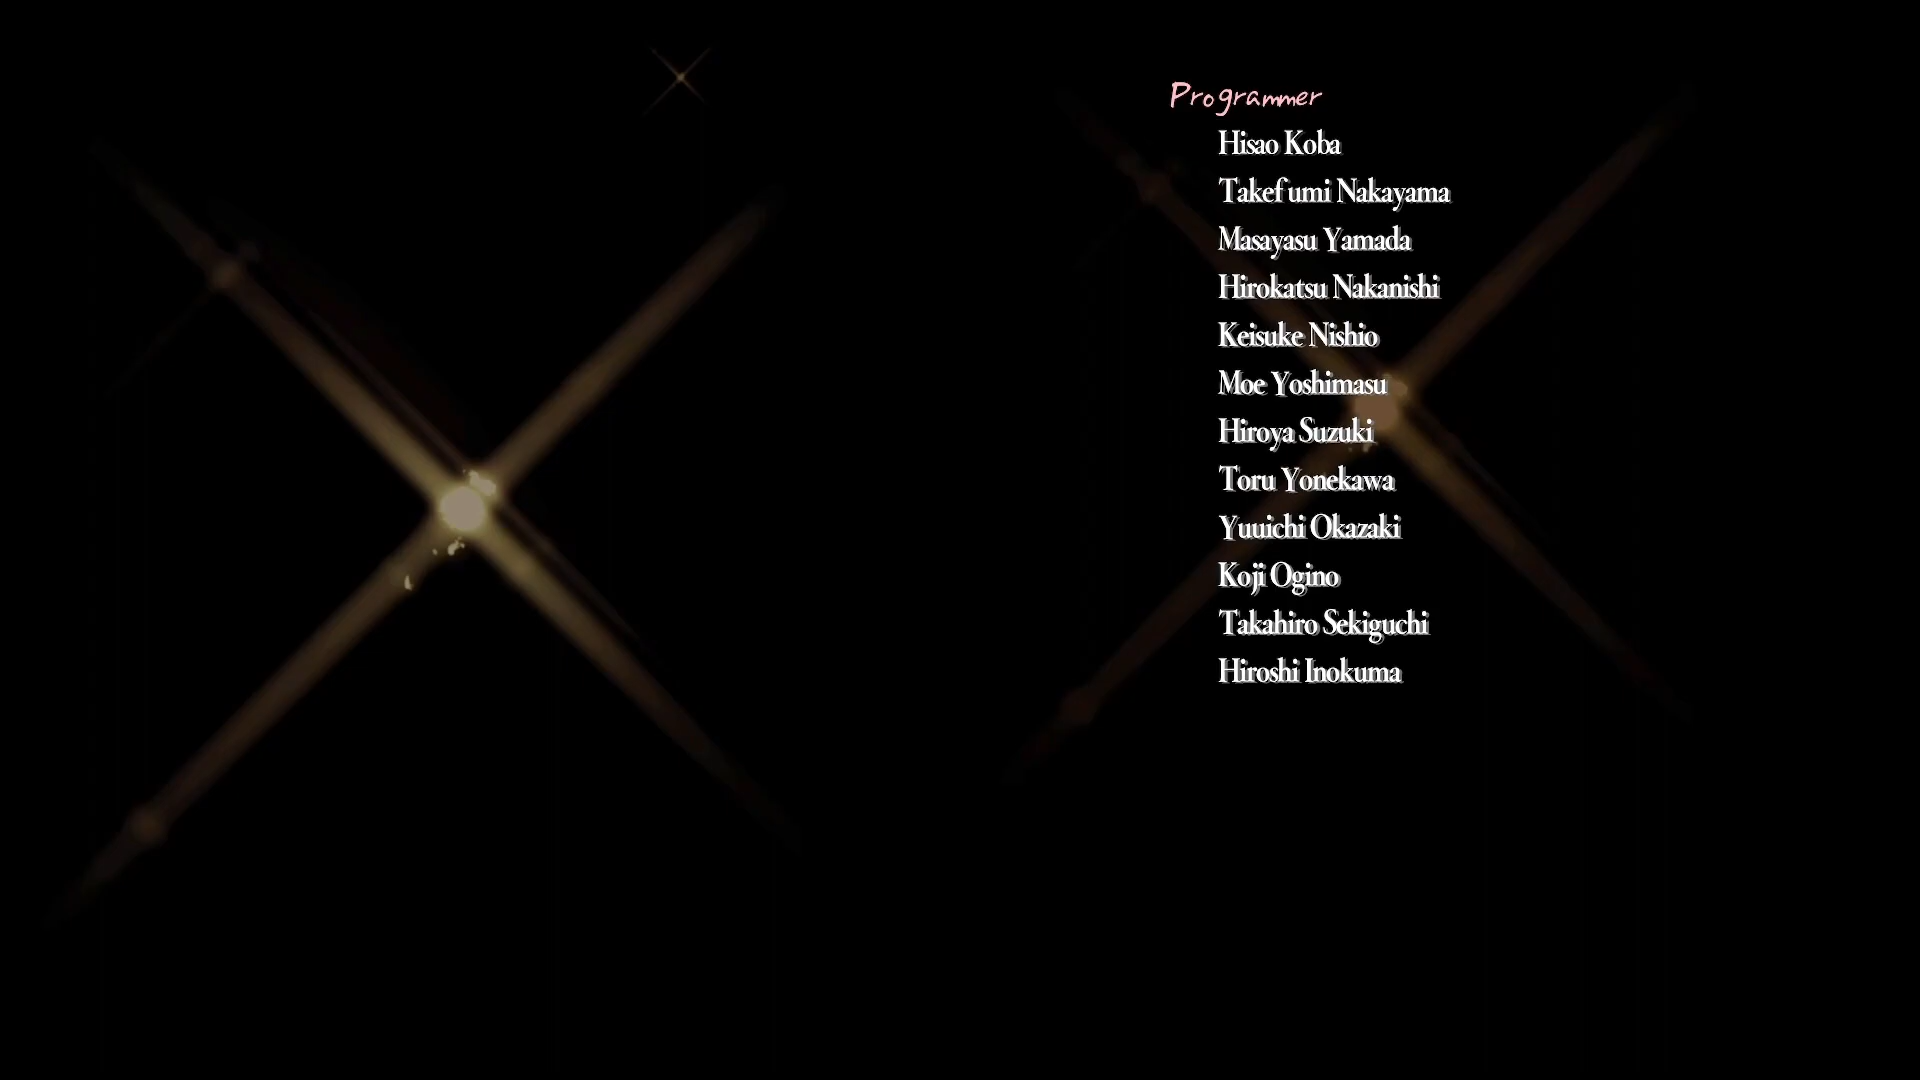 Programmer
Hisao Koba
Takefumi Nakayama
Masayasu Yamada
Hirokatsu Nakanishi
Keisuke Nishio
Moe Yoshimasu
Hiroya Suzuki
Toru Yonekawa
Yuuichi Okazaki
Koji Ogino
Takahiro Sekiguchi
Hiroshi Inokuma